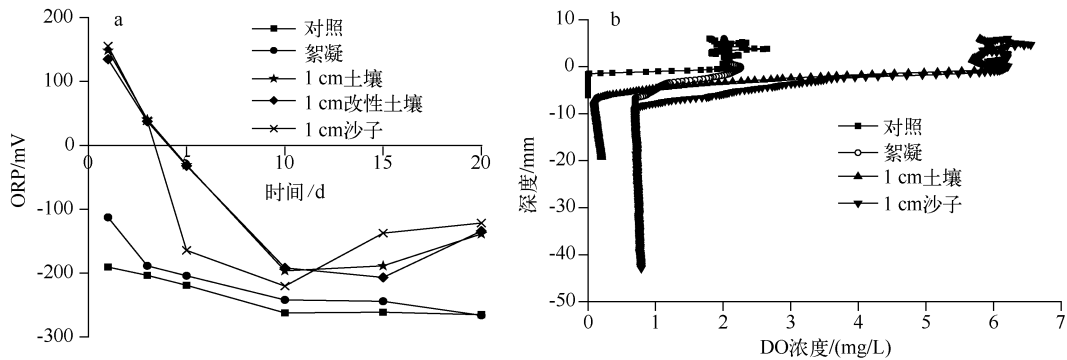 a
200
100
0
-100
-200
-300
ORP/mV
0
5
10
15
20
时间/d
对照
絮凝
1 cm土壤
1 cm改性土壤
1 cm沙子
b
10
0
-10
-20
-30
-40
-50
深度/mm
0
1
2
3
4
5
6
7
DO浓度/(mg/L)
对照
絮凝
1 cm土壤
1 cm沙子